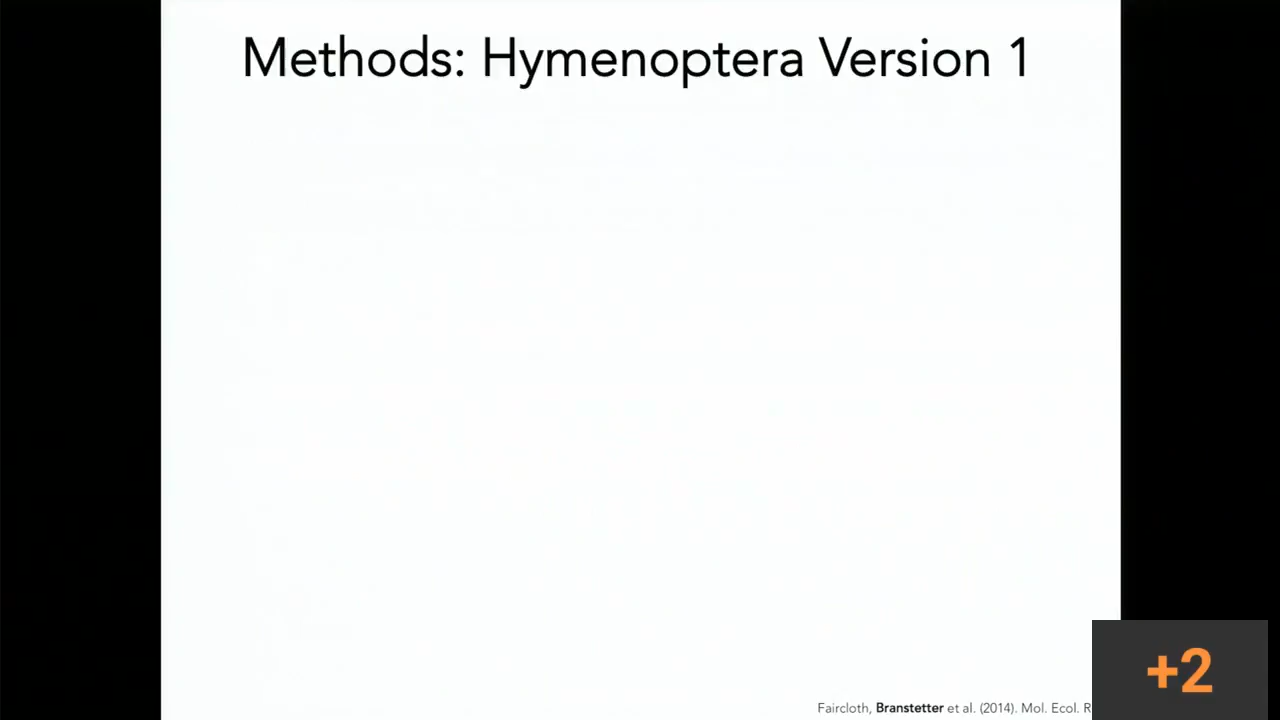 Methods: Hymenoptera Version 1
Faircloth, Branstetter et al. (2014). Mol. Ecol.
+2